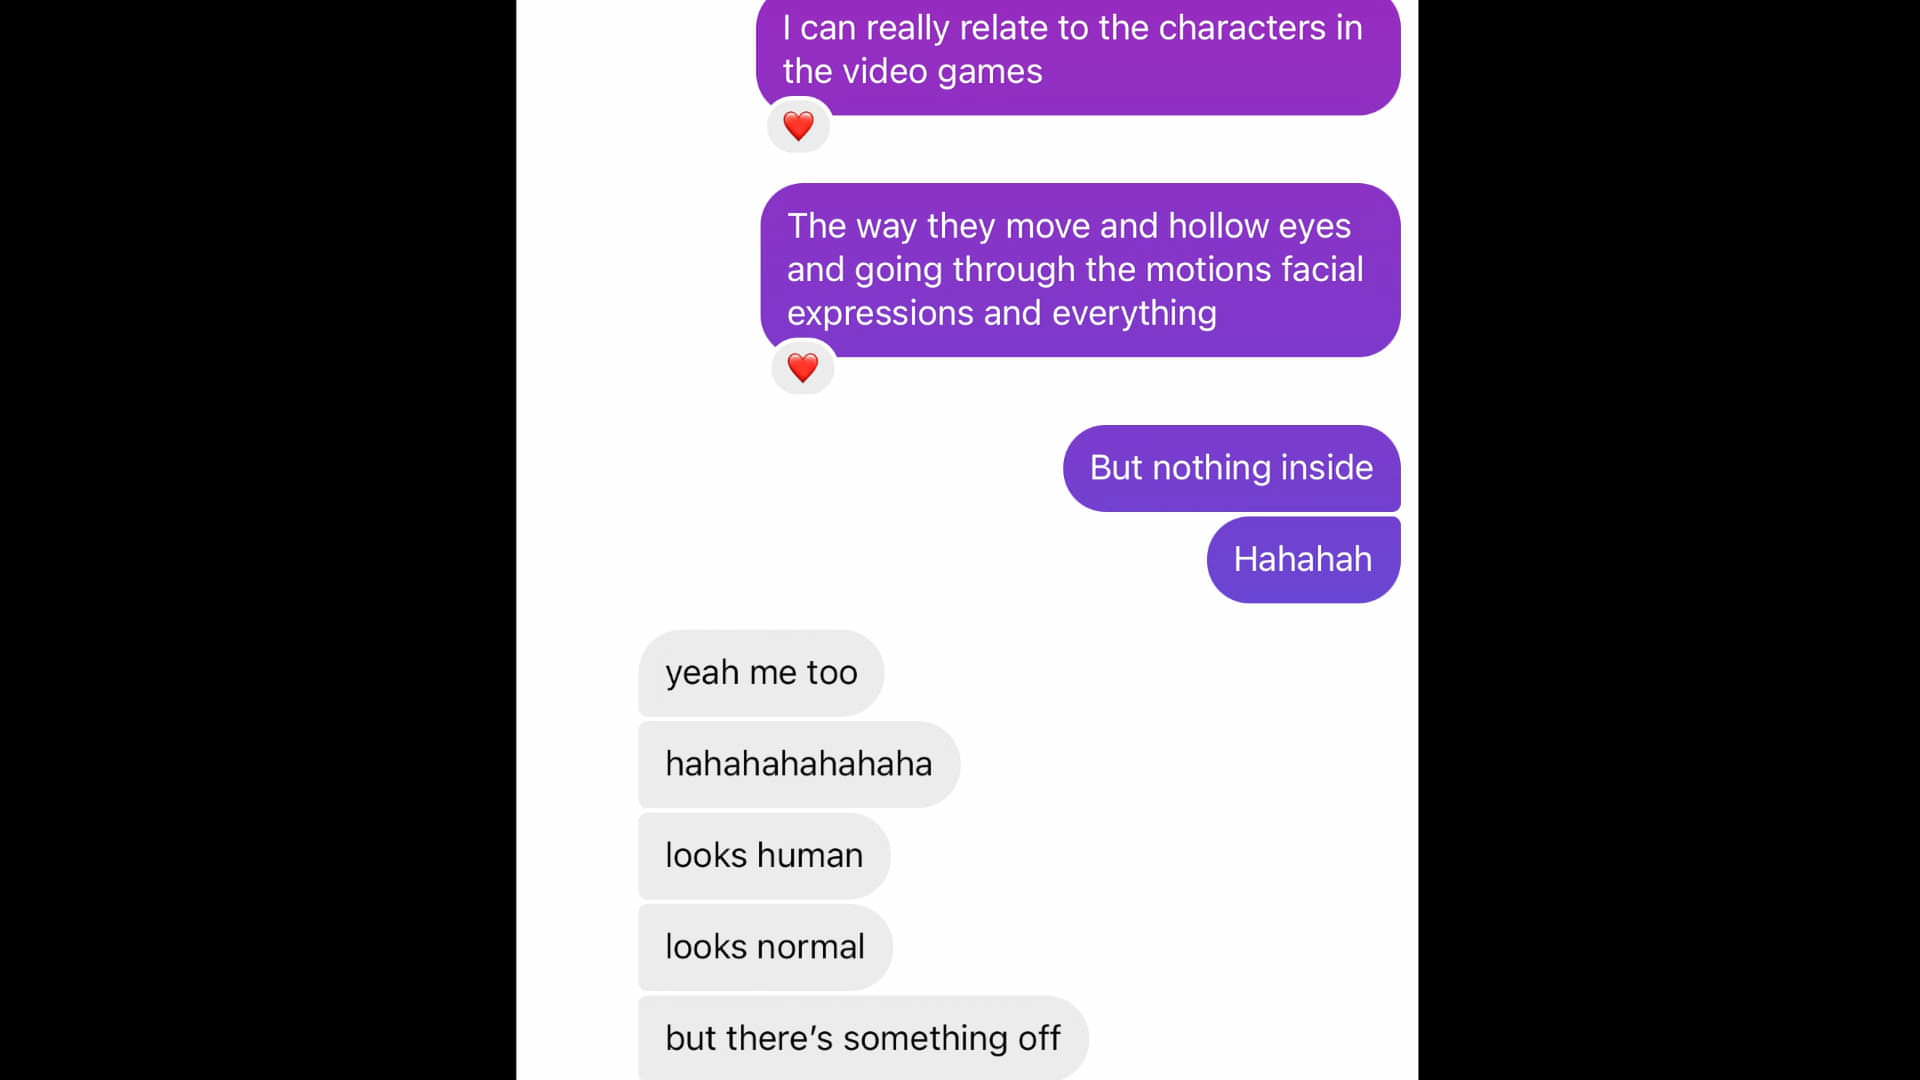 I can really relate to the characters in
the video games
The way they move and hollow eyes
and going through the motions facial
expressions and everything
But nothing inside
Hahahah
yeah me too
hahahahahahaha
looks human
looks normal
but there's something off